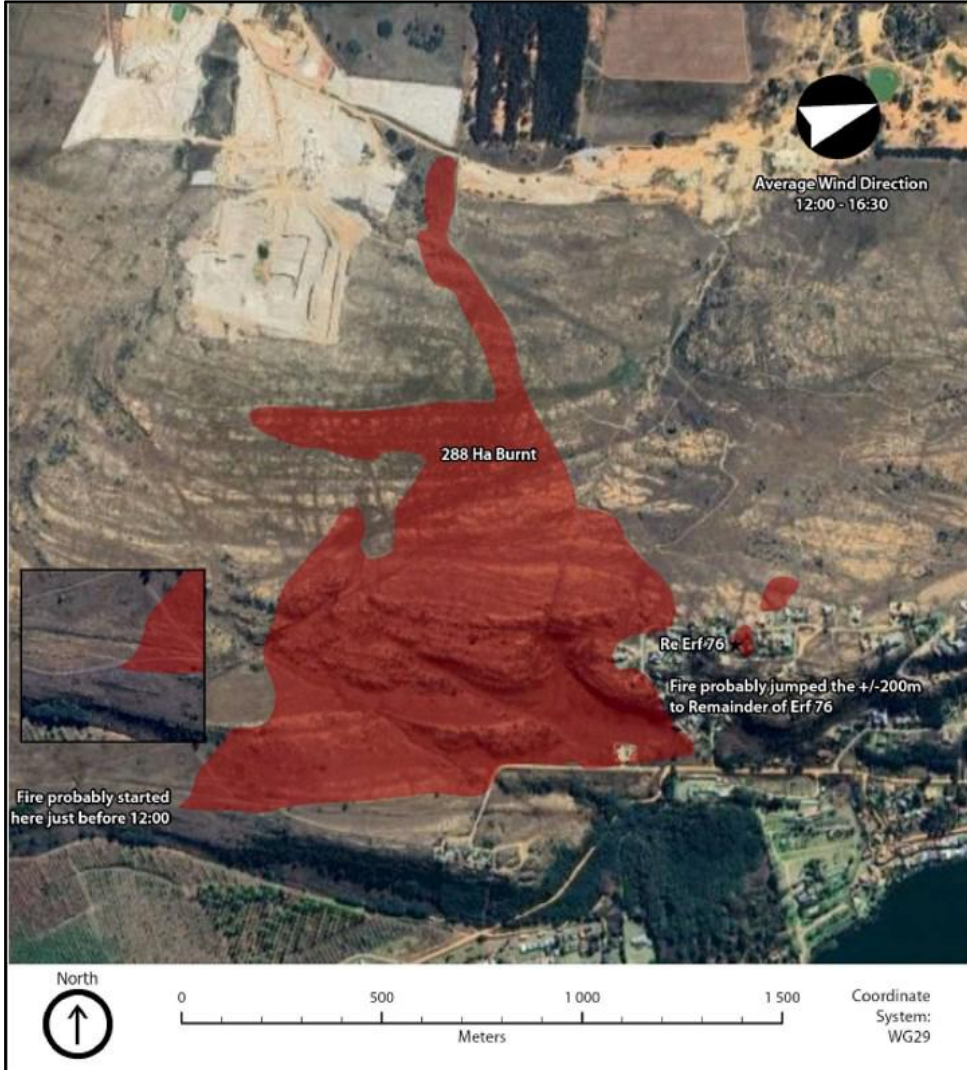 Average Wind Direction
12:00 - 16:30
288 Ha Burnt
Re Erf 76
Fire probably jumped the +/-200m
to Remainder of Erf 76
Fire probably started
here just before 12:00
North
0 500 1 000 1 500
Meters
Coordinate
System:
WG29